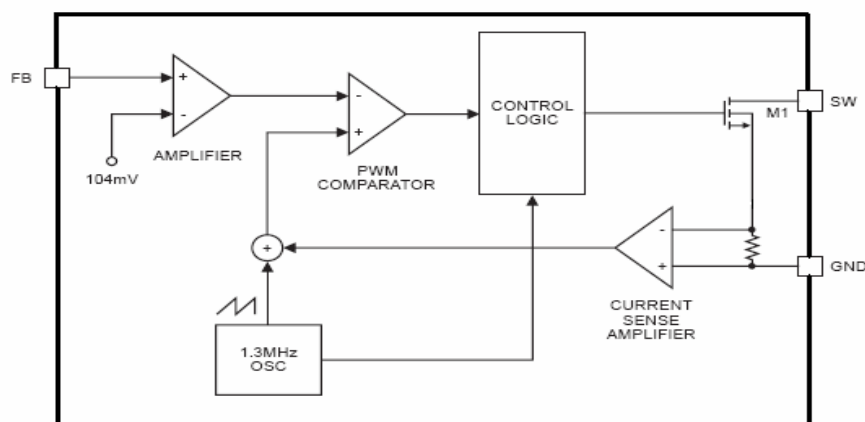 FB
+
-
AMPLIFIER
104mV
-
+
PWM
COMPARATOR
CONTROL
LOGIC
M1
SW
+
-
+
GND
CURRENT
SENSE
AMPLIFIER
1.3MHz
OSC